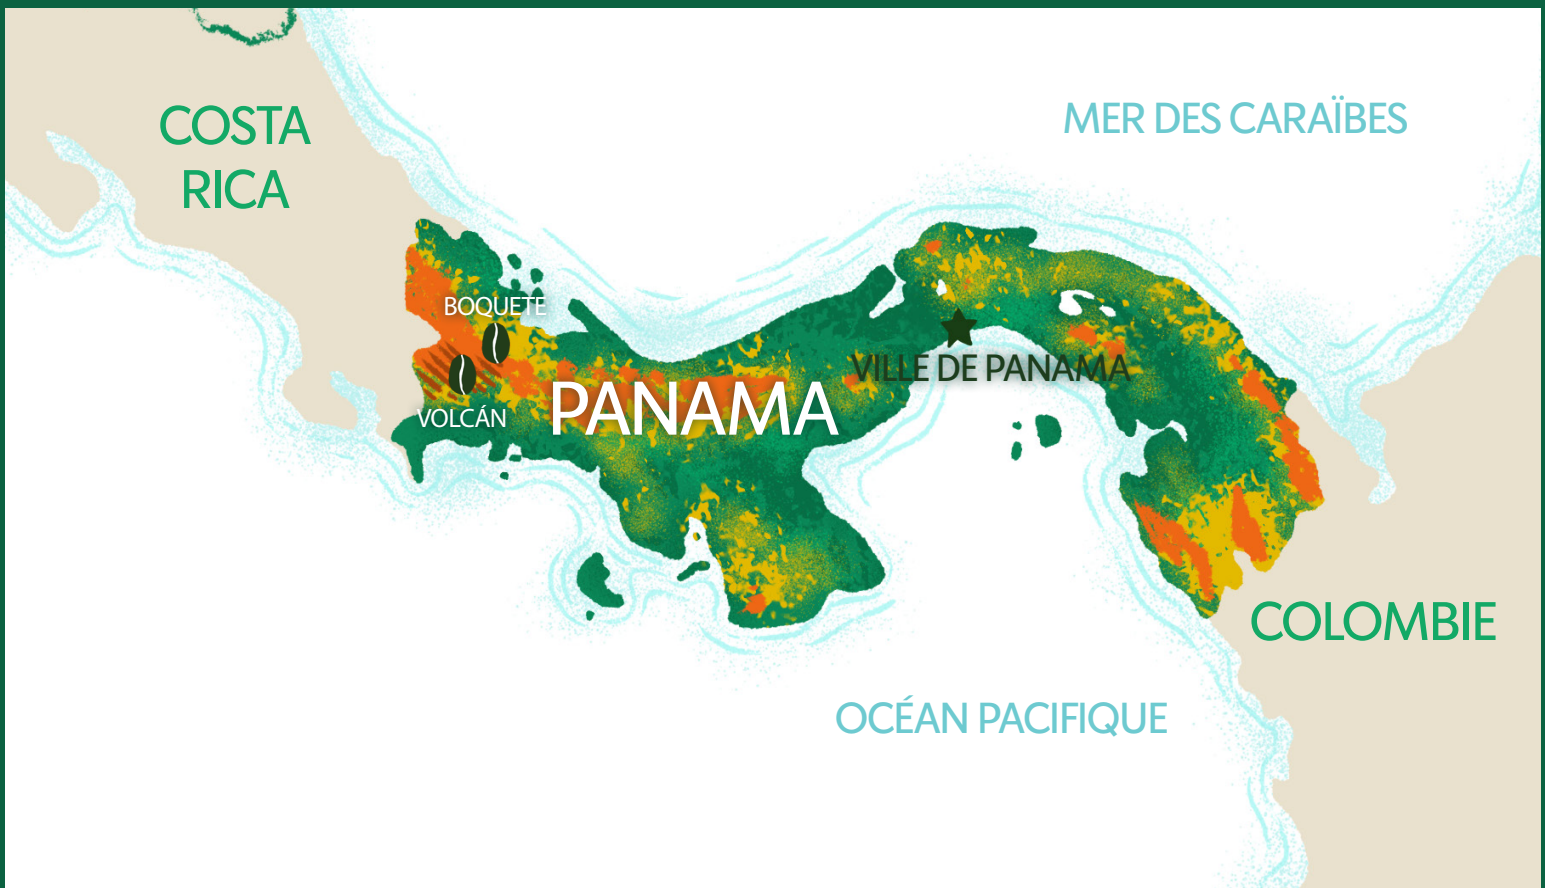 COSTA
RICA
MER DES CARAÏBES
BOQUETE
VOLCÁN
PANAMA
VILLE DE PANAMA
COLOMBIE
OCÉAN PACIFIQUE